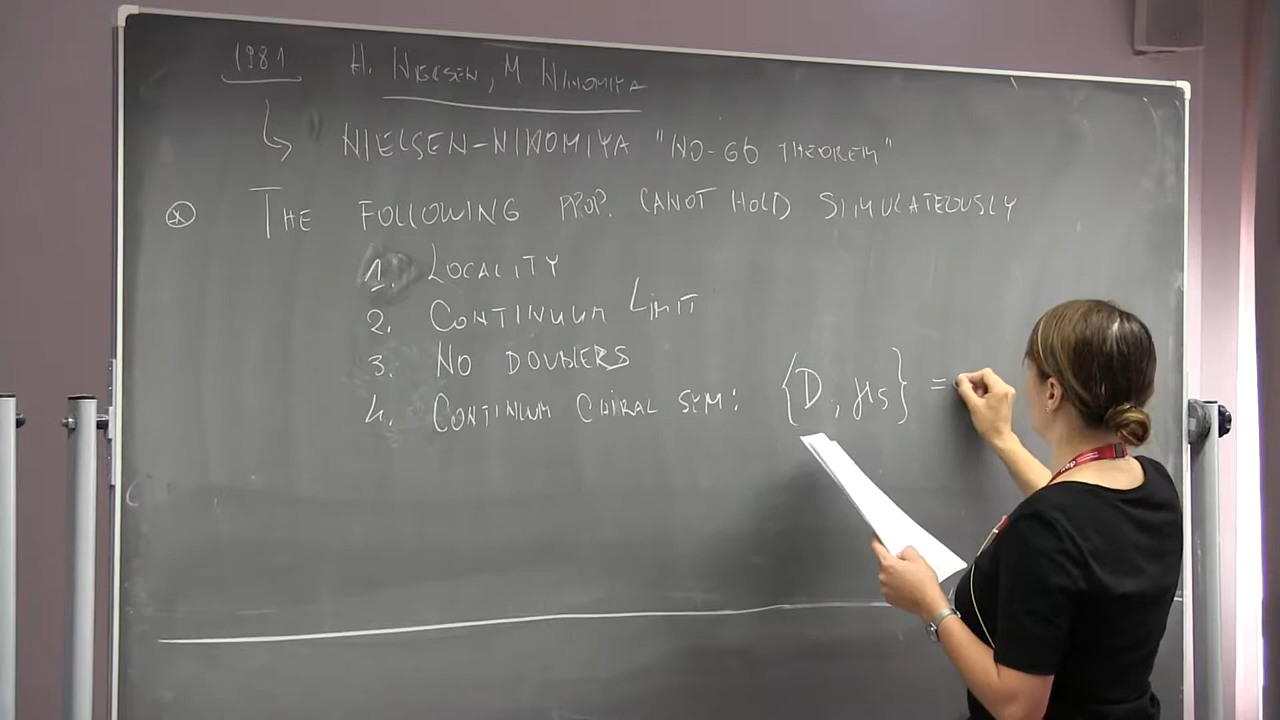 1981 H. NIELSEN, M NINOMIYA
NIELSEN-NINOMIYA "NO-GO THEOREM"
* THE FOLLOWING PROP. CANOT HOLD SIMULATEOUSLY
1. LOCALITY
2. CONTINUUM LIMIT
3. NO DOUBLERS
4. CONTINUUM CHIRAL SYM: {D, γ5} =